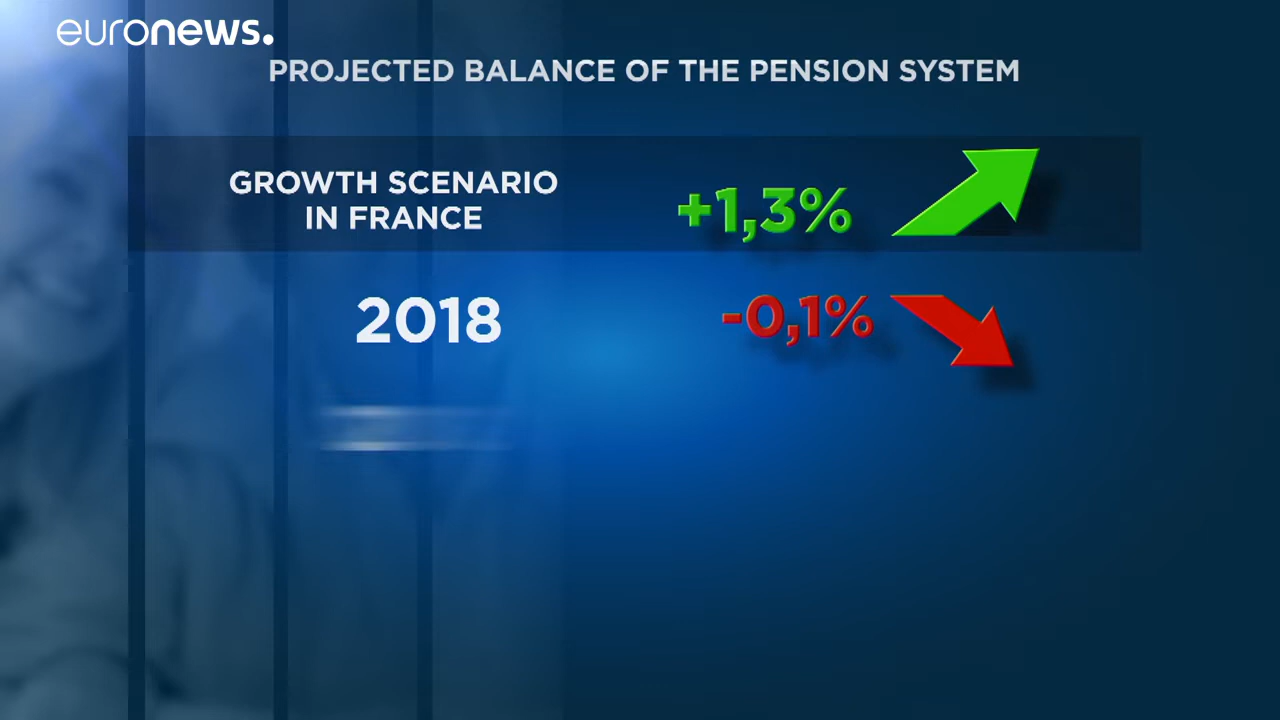 euronews.
PROJECTED BALANCE OF THE PENSION SYSTEM
GROWTH SCENARIO
IN FRANCE
+1,3%
2018
-0,1%